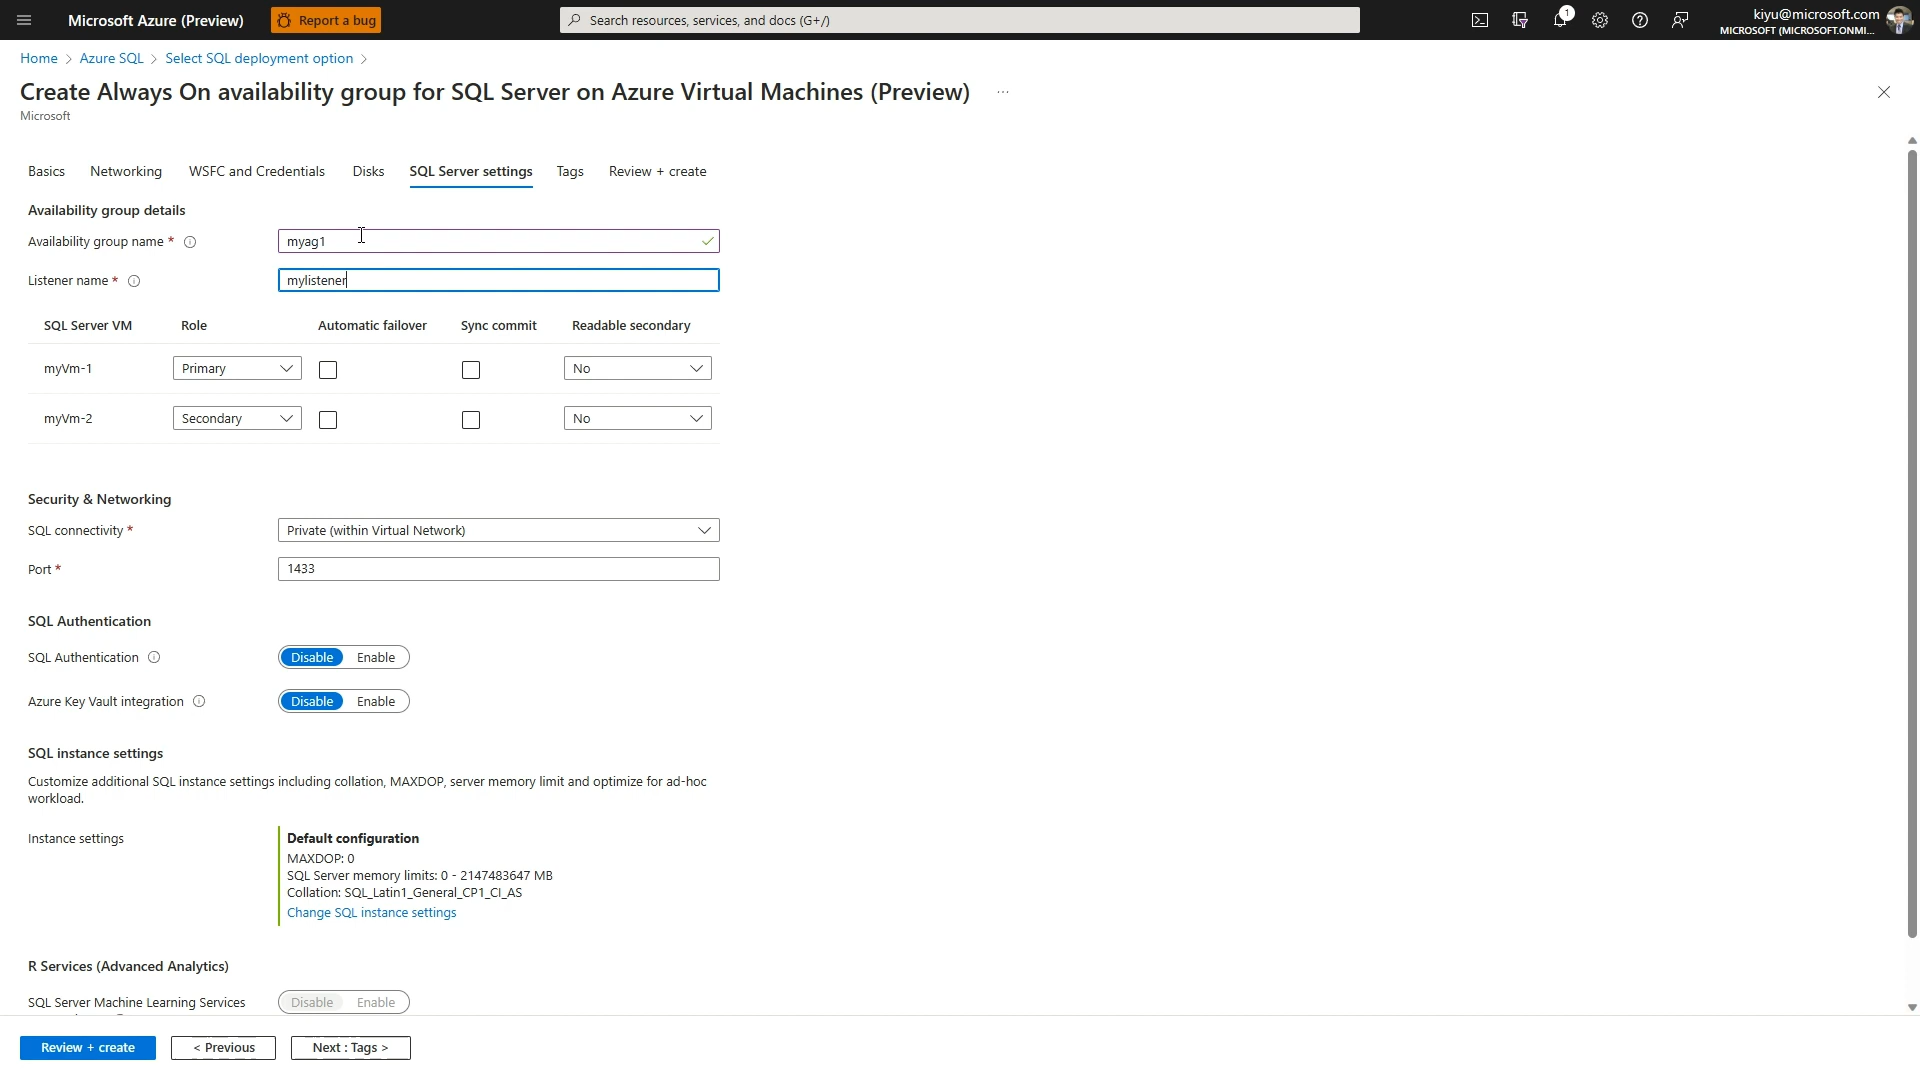 Microsoft Azure (Preview)
Report a bug
Search resources, services, and docs (G+/)
1
kiyu@microsoft.com
MICROSOFT (MICROSOFT.ONMI...
Home > Azure SQL > Select SQL deployment option >
Create Always On availability group for SQL Server on Azure Virtual Machines (Preview) ...
Microsoft
Basics Networking WSFC and Credentials Disks SQL Server settings Tags Review + create
Availability group details
Availability group name * myag1
Listener name * mylistener
SQL Server VM Role Automatic failover Sync commit Readable secondary
myVm-1 Primary No
myVm-2 Secondary No
Security & Networking
SQL connectivity * Private (within Virtual Network)
Port * 1433
SQL Authentication
SQL Authentication Disable Enable
Azure Key Vault integration Disable Enable
SQL instance settings
Customize additional SQL instance settings including collation, MAXDOP, server memory limit and optimize for ad-hoc
workload.
Instance settings Default configuration
MAXDOP: 0
SQL Server memory limits: 0 - 2147483647 MB
Collation: SQL_Latin1_General_CP1_CI_AS
Change SQL instance settings
R Services (Advanced Analytics)
SQL Server Machine Learning Services Disable Enable
Review + create < Previous Next : Tags >